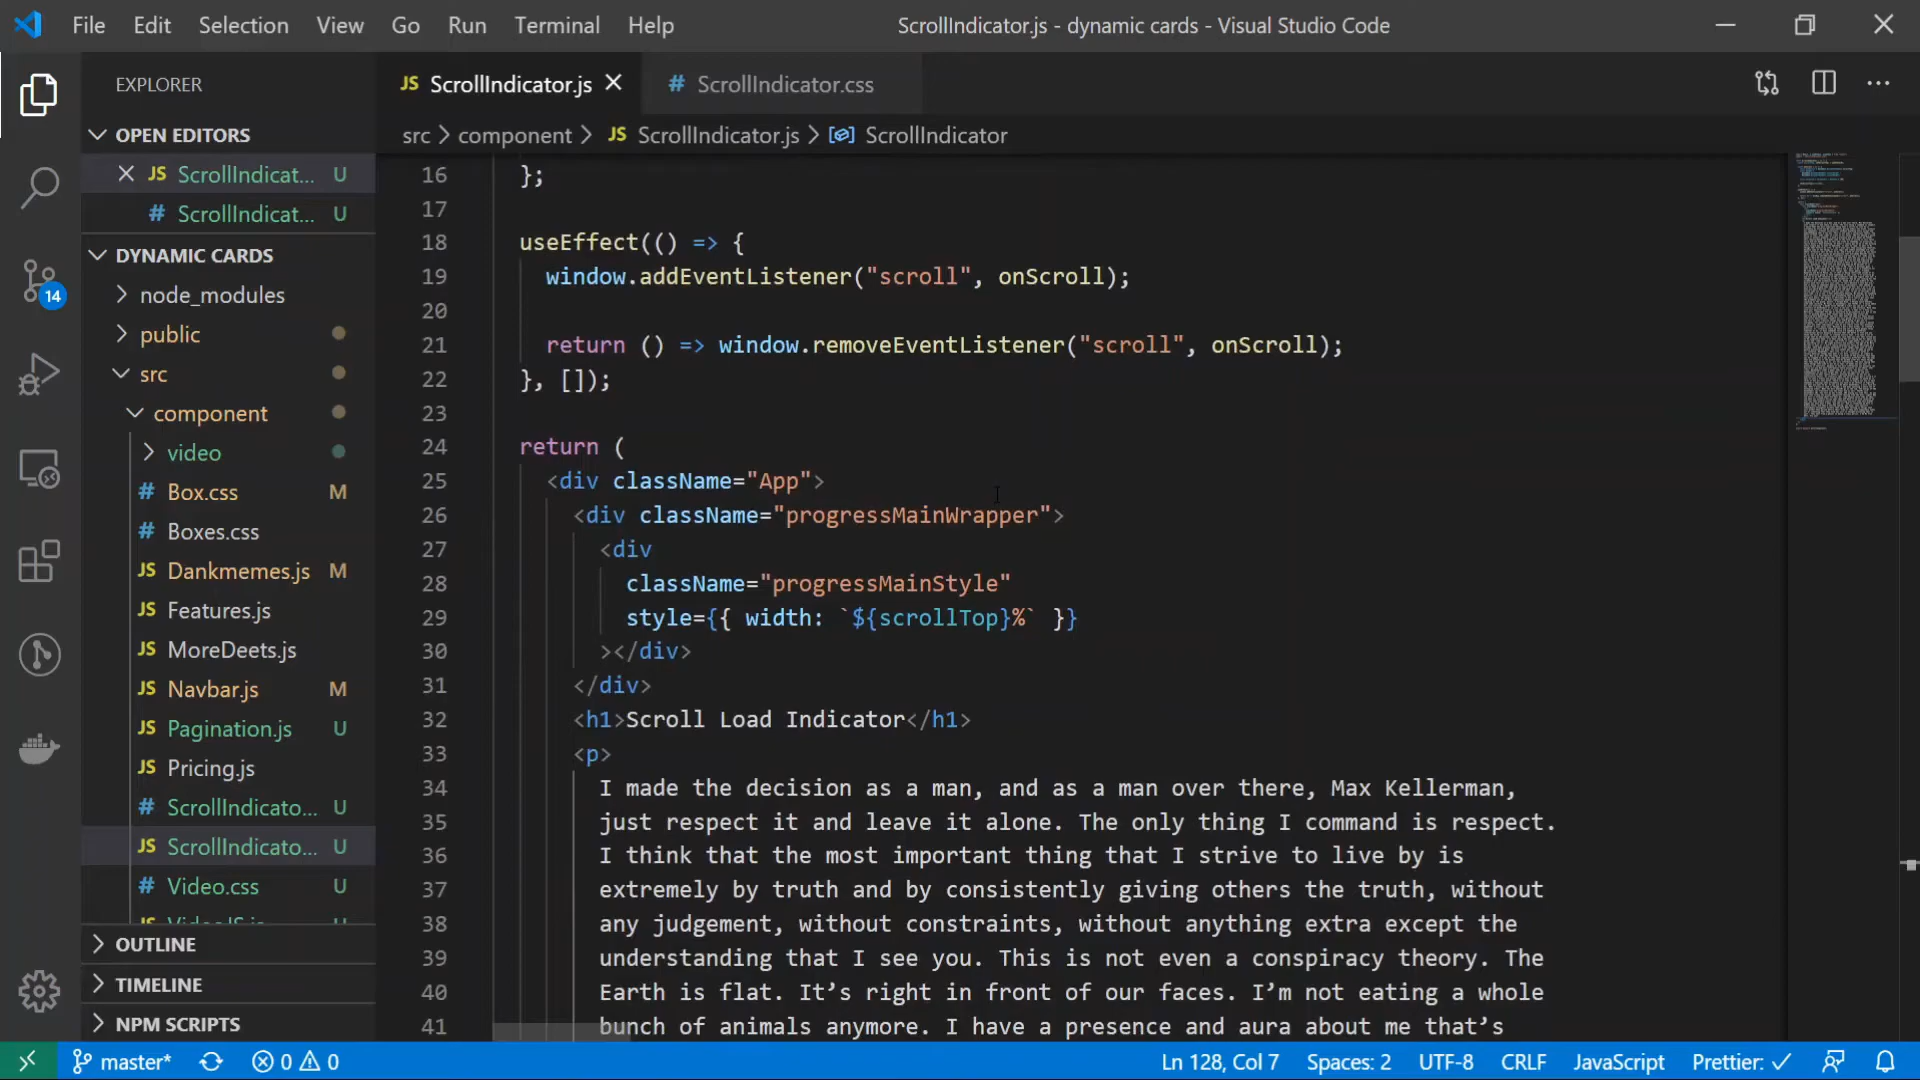 File Edit Selection View Go Run Terminal Help
ScrollIndicator.js - dynamic cards - Visual Studio Code
EXPLORER
OPEN EDITORS
JS ScrollIndicat... U
# ScrollIndicat... U
DYNAMIC CARDS
node_modules
public
src
component
video
# Box.css M
# Boxes.css
JS Dankmemes.js M
JS Features.js
JS MoreDeets.js
JS Navbar.js M
JS Pagination.js U
JS Pricing.js
# ScrollIndicato... U
JS ScrollIndicato... U
# Video.css U
OUTLINE
TIMELINE
NPM SCRIPTS
14
JS ScrollIndicator.js
# ScrollIndicator.css
src > component > JS ScrollIndicator.js > ScrollIndicator
16 };
17
18 useEffect(() => {
19 window.addEventListener("scroll", onScroll);
20
21 return () => window.removeEventListener("scroll", onScroll);
22 }, []);
23
24 return (
25 <div className="App">
26 <div className="progressMainWrapper">
27 <div
28 className="progressMainStyle"
29 style={{ width: `${scrollTop}%` }}
30 ></div>
31 </div>
32 <h1>Scroll Load Indicator</h1>
33 <p>
34 I made the decision as a man, and as a man over there, Max Kellerman,
35 just respect it and leave it alone. The only thing I command is respect.
36 I think that the most important thing that I strive to live by is
37 extremely by truth and by consistently giving others the truth, without
38 any judgement, without constraints, without anything extra except the
39 understanding that I see you. This is not even a conspiracy theory. The
40 Earth is flat. It’s right in front of our faces. I’m not eating a whole
41 bunch of animals anymore. I have a presence and aura about me that’s
master* 0 0 Ln 128, Col 7 Spaces: 2 UTF-8 CRLF JavaScript Prettier: ✓